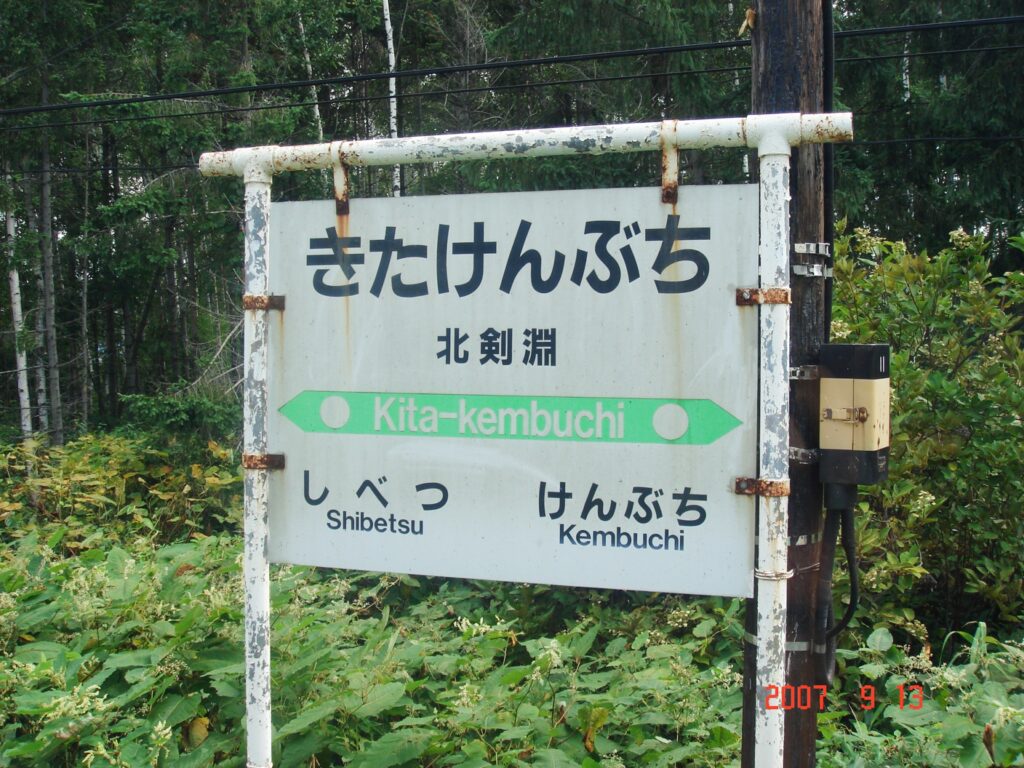 きたけんぶち
北剣淵
Kita-kembuchi
しべつ けんぶち
Shibetsu Kembuchi
2007 9 13